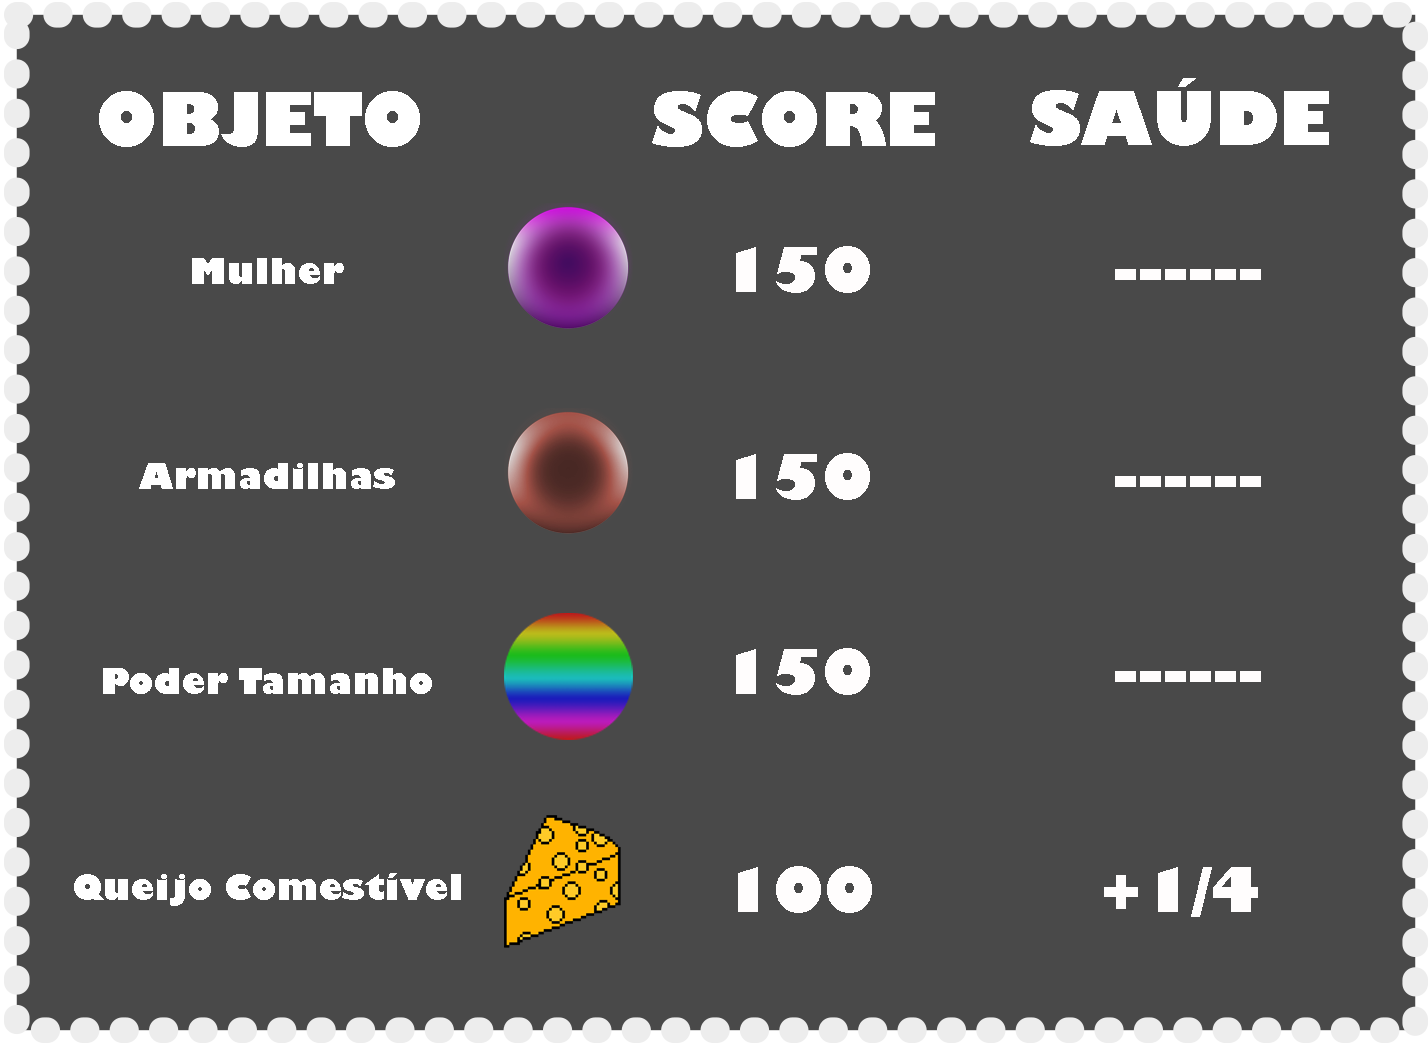 OBJETO SCORE SAÚDE
Mulher 150 ------
Armadilhas 150 ------
Poder Tamanho 150 ------
Queijo Comestível 100 +1/4